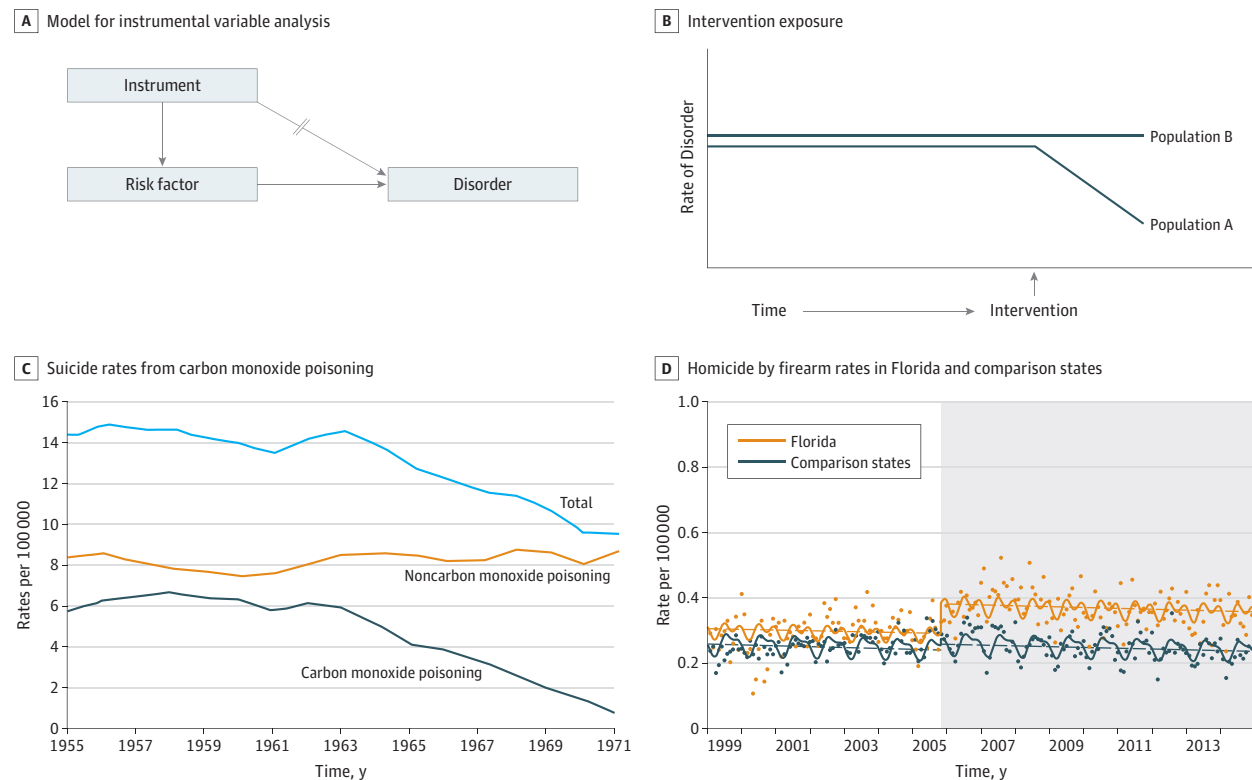 A Model for instrumental variable analysis
Instrument
Risk factor
Disorder
B Intervention exposure
Rate of Disorder
Population B
Population A
Time
Intervention
C Suicide rates from carbon monoxide poisoning
Rates per 100 000
16
14
12
10
8
6
4
2
0
Total
Noncarbon monoxide poisoning
Carbon monoxide poisoning
1955 1957 1959 1961 1963 1965 1967 1969 1971
Time, y
D Homicide by firearm rates in Florida and comparison states
Rate per 100 000
1.0
0.8
0.6
0.4
0.2
0
Florida
Comparison states
1999 2001 2003 2005 2007 2009 2011 2013
Time, y